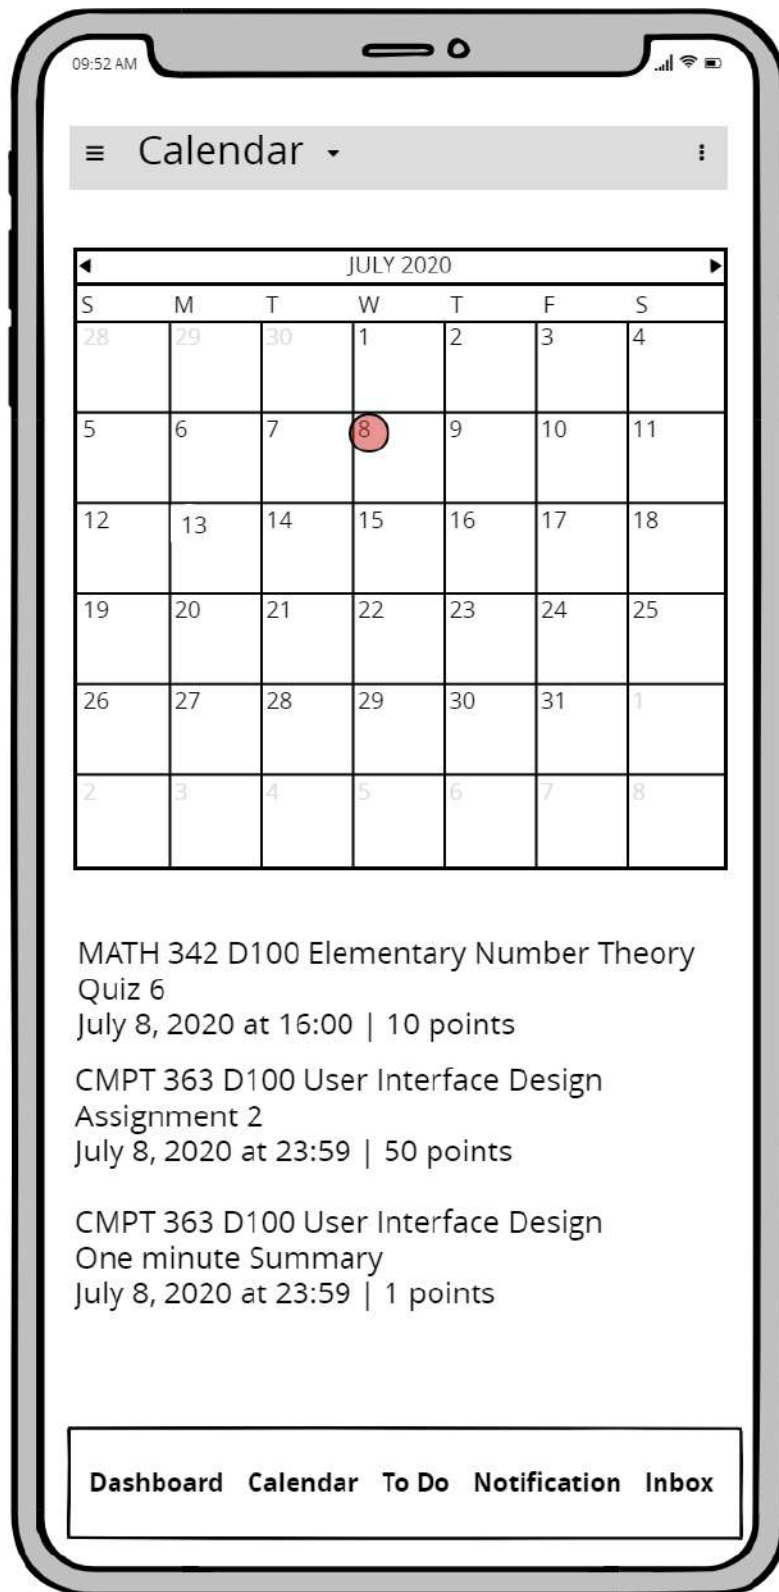 09:52 AM
Calendar
JULY 2020
S M T W T F S
28 29 30 1 2 3 4
5 6 7 8 9 10 11
12 13 14 15 16 17 18
19 20 21 22 23 24 25
26 27 28 29 30 31 1
2 3 4 5 6 7 8
MATH 342 D100 Elementary Number Theory
Quiz 6
July 8, 2020 at 16:00 | 10 points
CMPT 363 D100 User Interface Design
Assignment 2
July 8, 2020 at 23:59 | 50 points
CMPT 363 D100 User Interface Design
One minute Summary
July 8, 2020 at 23:59 | 1 points
Dashboard Calendar To Do Notification Inbox